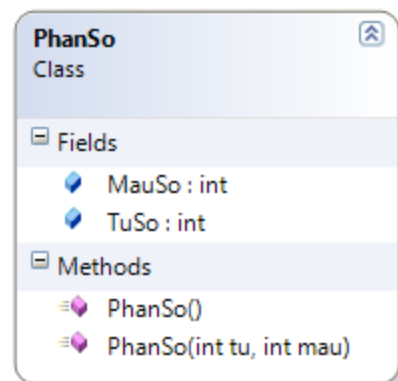 PhanSo
Class
Fields
MauSo : int
TuSo : int
Methods
PhanSo()
PhanSo(int tu, int mau)